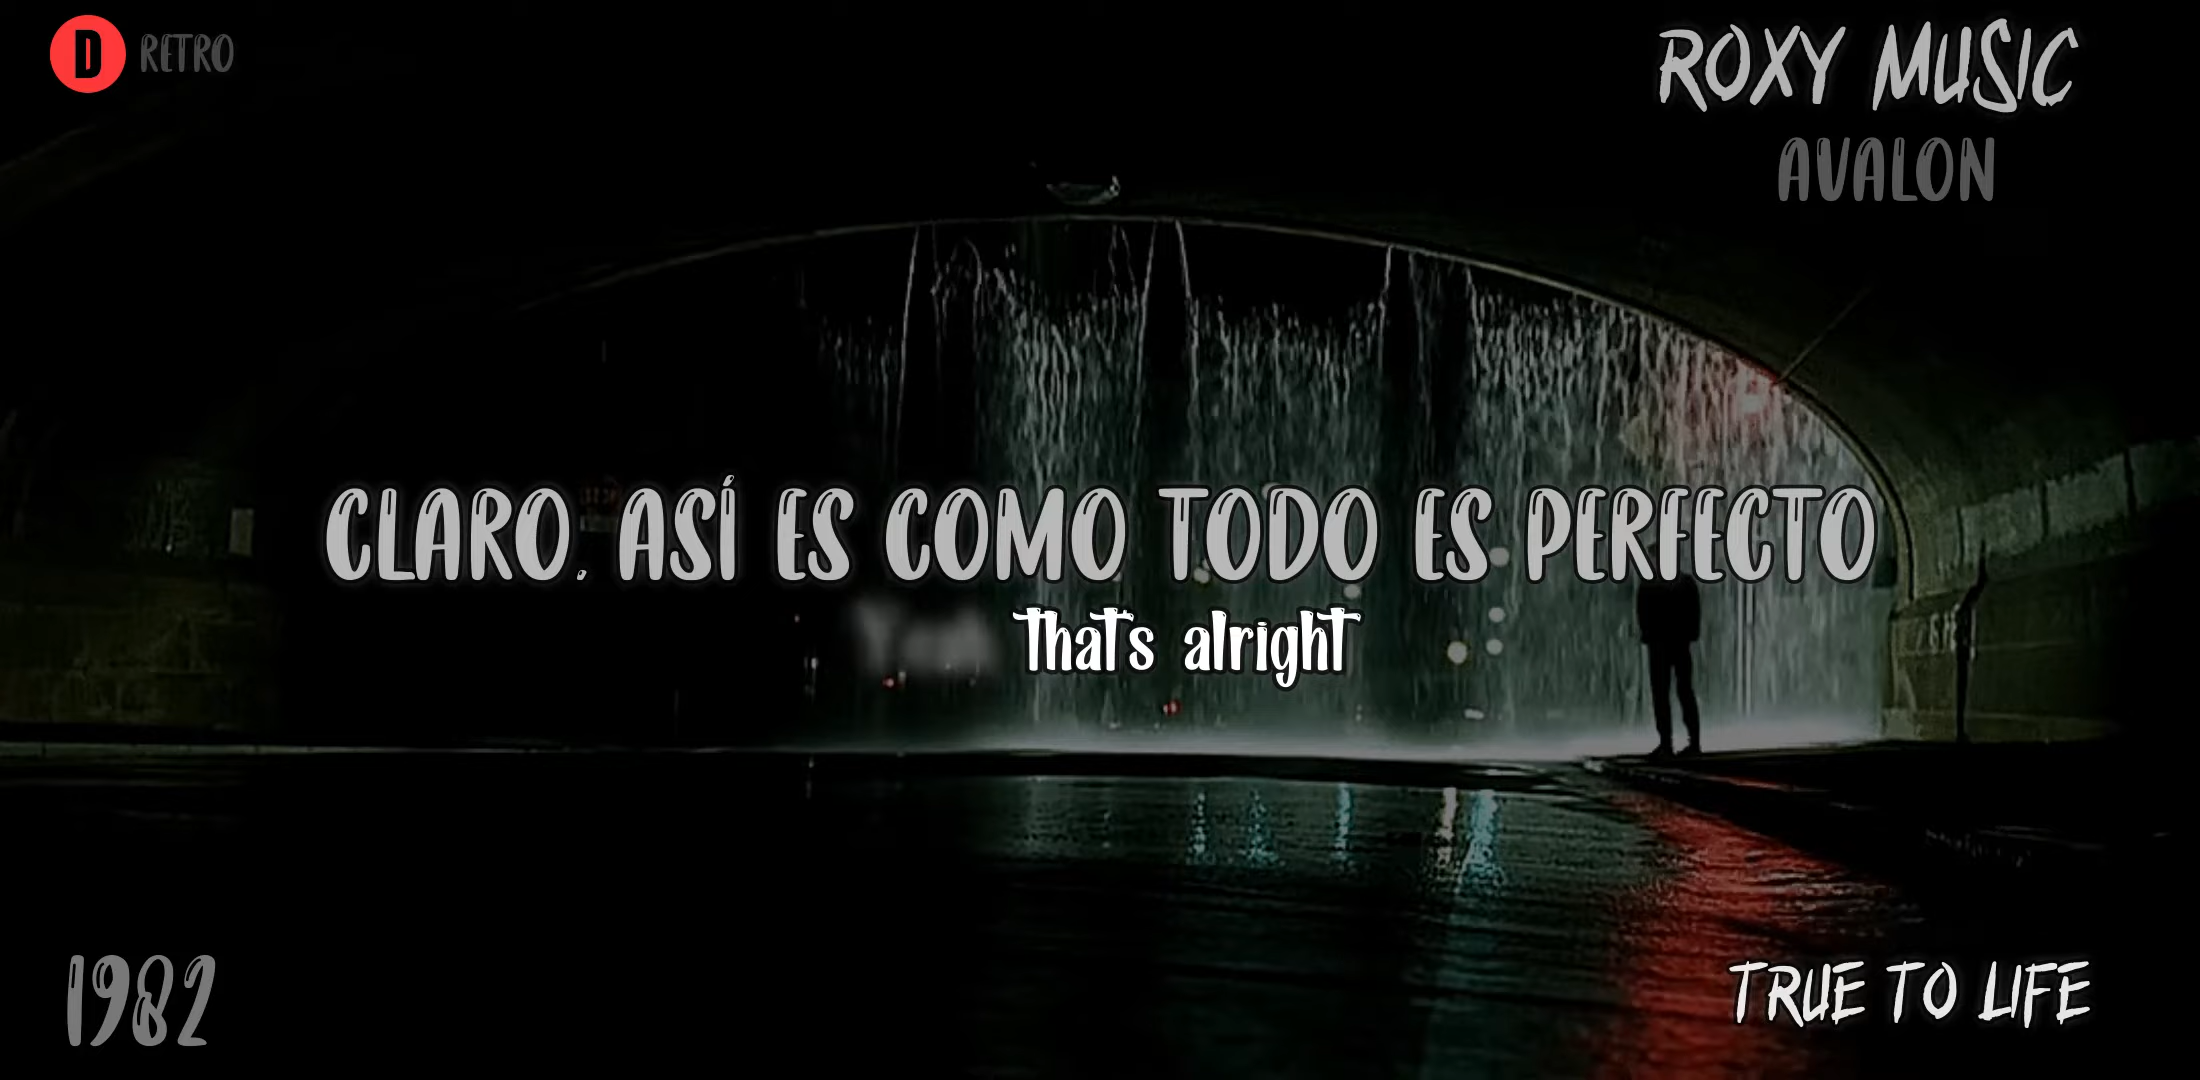 D RETRO
ROXY MUSIC
AVALON
CLARO, ASÍ ES COMO TODO ES PERFECTO
that's alright
1982
TRUE TO LIFE